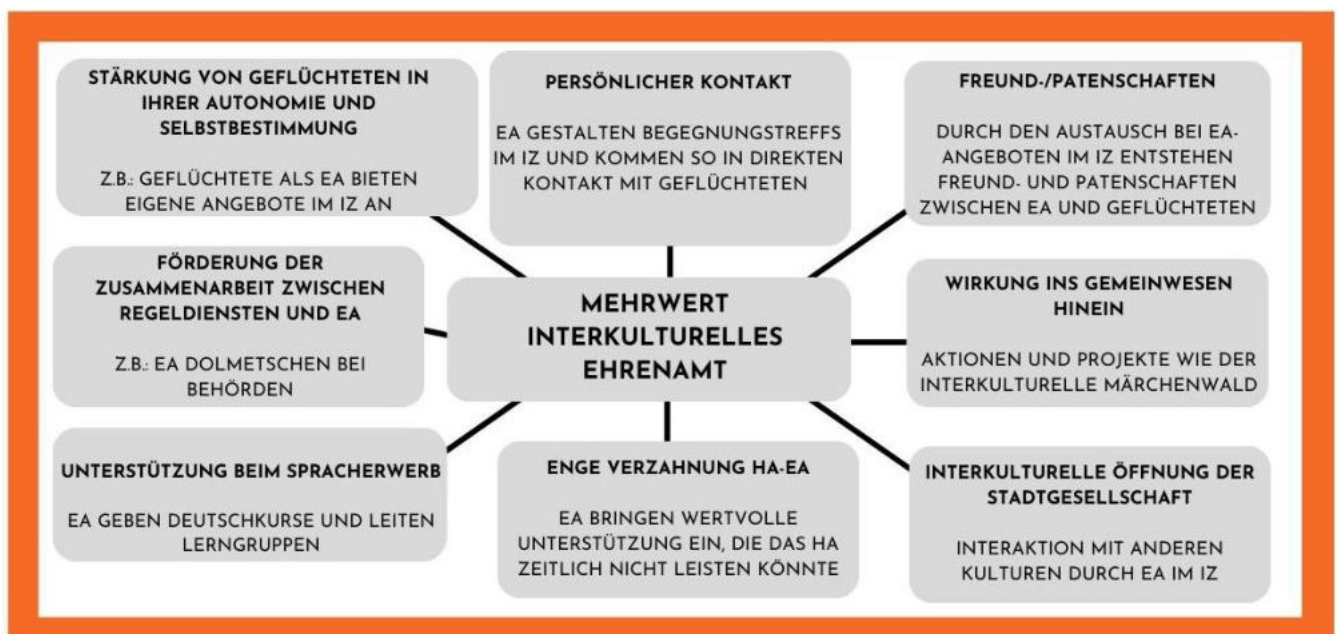 STÄRKUNG VON GEFLÜCHTETEN IN
IHRER AUTONOMIE UND
SELBSTBESTIMMUNG
Z.B.: GEFLÜCHTETE ALS EA BIETEN
EIGENE ANGEBOTE IM IZ AN
PERSÖNLICHER KONTAKT
EA GESTALTEN BEGEGNUNGSTREFFS
IM IZ UND KOMMEN SO IN DIREKTEN
KONTAKT MIT GEFLÜCHTETEN
FREUND-/PATENSCHAFTEN
DURCH DEN AUSTAUSCH BEI EA-
ANGEBOTEN IM IZ ENTSTEHEN
FREUND- UND PATENSCHAFTEN
ZWISCHEN EA UND GEFLÜCHTETEN
FÖRDERUNG DER
ZUSAMMENARBEIT ZWISCHEN
REGELDIENSTEN UND EA
Z.B.: EA DOLMETSCHEN BEI
BEHÖRDEN
MEHRWERT
INTERKULTURELLES
EHRENAMT
WIRKUNG INS GEMEINWESEN
HINEIN
AKTIONEN UND PROJEKTE WIE DER
INTERKULTURELLE MÄRCHENWALD
UNTERSTÜTZUNG BEIM SPRACHERWERB
EA GEBEN DEUTSCHKURSE UND LEITEN
LERNGRUPPEN
ENGE VERZAHNUNG HA-EA
EA BRINGEN WERTVOLLE
UNTERSTÜTZUNG EIN, DIE DAS HA
ZEITLICH NICHT LEISTEN KÖNNTE
INTERKULTURELLE ÖFFNUNG DER
STADTGESELLSCHAFT
INTERAKTION MIT ANDEREN
KULTUREN DURCH EA IM IZ